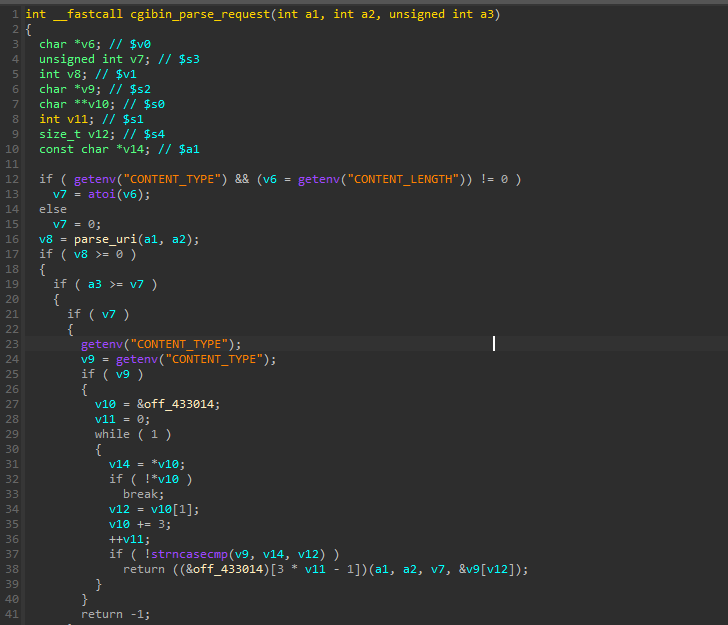 1 int __fastcall cgibin_parse_request(int a1, int a2, unsigned int a3)
2 {
3 char *v6; // $v0
4 unsigned int v7; // $s3
5 int v8; // $v1
6 char *v9; // $s2
7 char **v10; // $s0
8 int v11; // $s1
9 size_t v12; // $s4
10 const char *v14; // $a1
11
12 if ( getenv("CONTENT_TYPE") && (v6 = getenv("CONTENT_LENGTH")) != 0 )
13 v7 = atoi(v6);
14 else
15 v7 = 0;
16 v8 = parse_uri(a1, a2);
17 if ( v8 >= 0 )
18 {
19 if ( a3 >= v7 )
20 {
21 if ( v7 )
22 {
23 getenv("CONTENT_TYPE");
24 v9 = getenv("CONTENT_TYPE");
25 if ( v9 )
26 {
27 v10 = &off_433014;
28 v11 = 0;
29 while ( 1 )
30 {
31 v14 = *v10;
32 if ( !*v10 )
33 break;
34 v12 = v10[1];
35 v10 += 3;
36 ++v11;
37 if ( !strncasecmp(v9, v14, v12) )
38 return ((&off_433014)[3 * v11 - 1])(a1, a2, v7, &v9[v12]);
39 }
40 }
41 return -1;